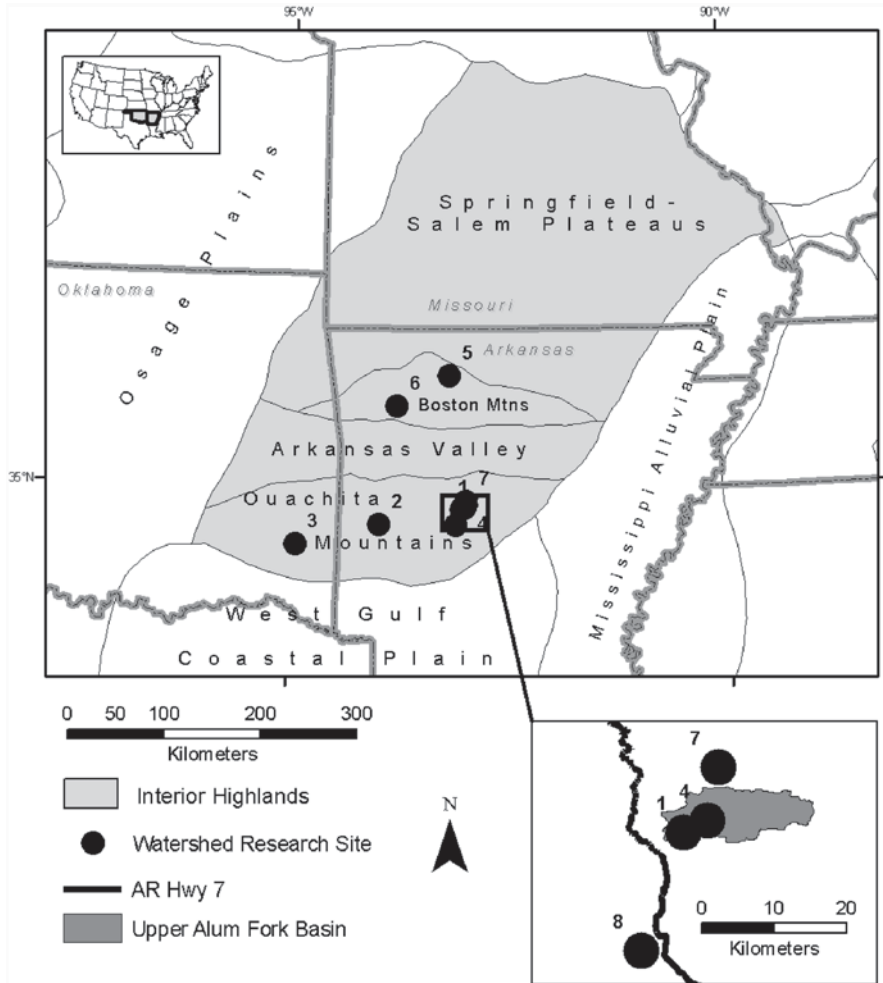 95°W
90°W
Springfield-
Salem Plateaus
Osage Plains
Oklahoma
Missouri
Arkansas
5
6
Boston Mtns
Mississippi Alluvial Plain
Arkansas Valley
35°N
1
7
Ouachita
2
4
3
Mountains
West Gulf
Coastal Plain
0 50 100 200 300
Kilometers
Interior Highlands
Watershed Research Site
AR Hwy 7
Upper Alum Fork Basin
N
7
4
1
8
0 10 20
Kilometers